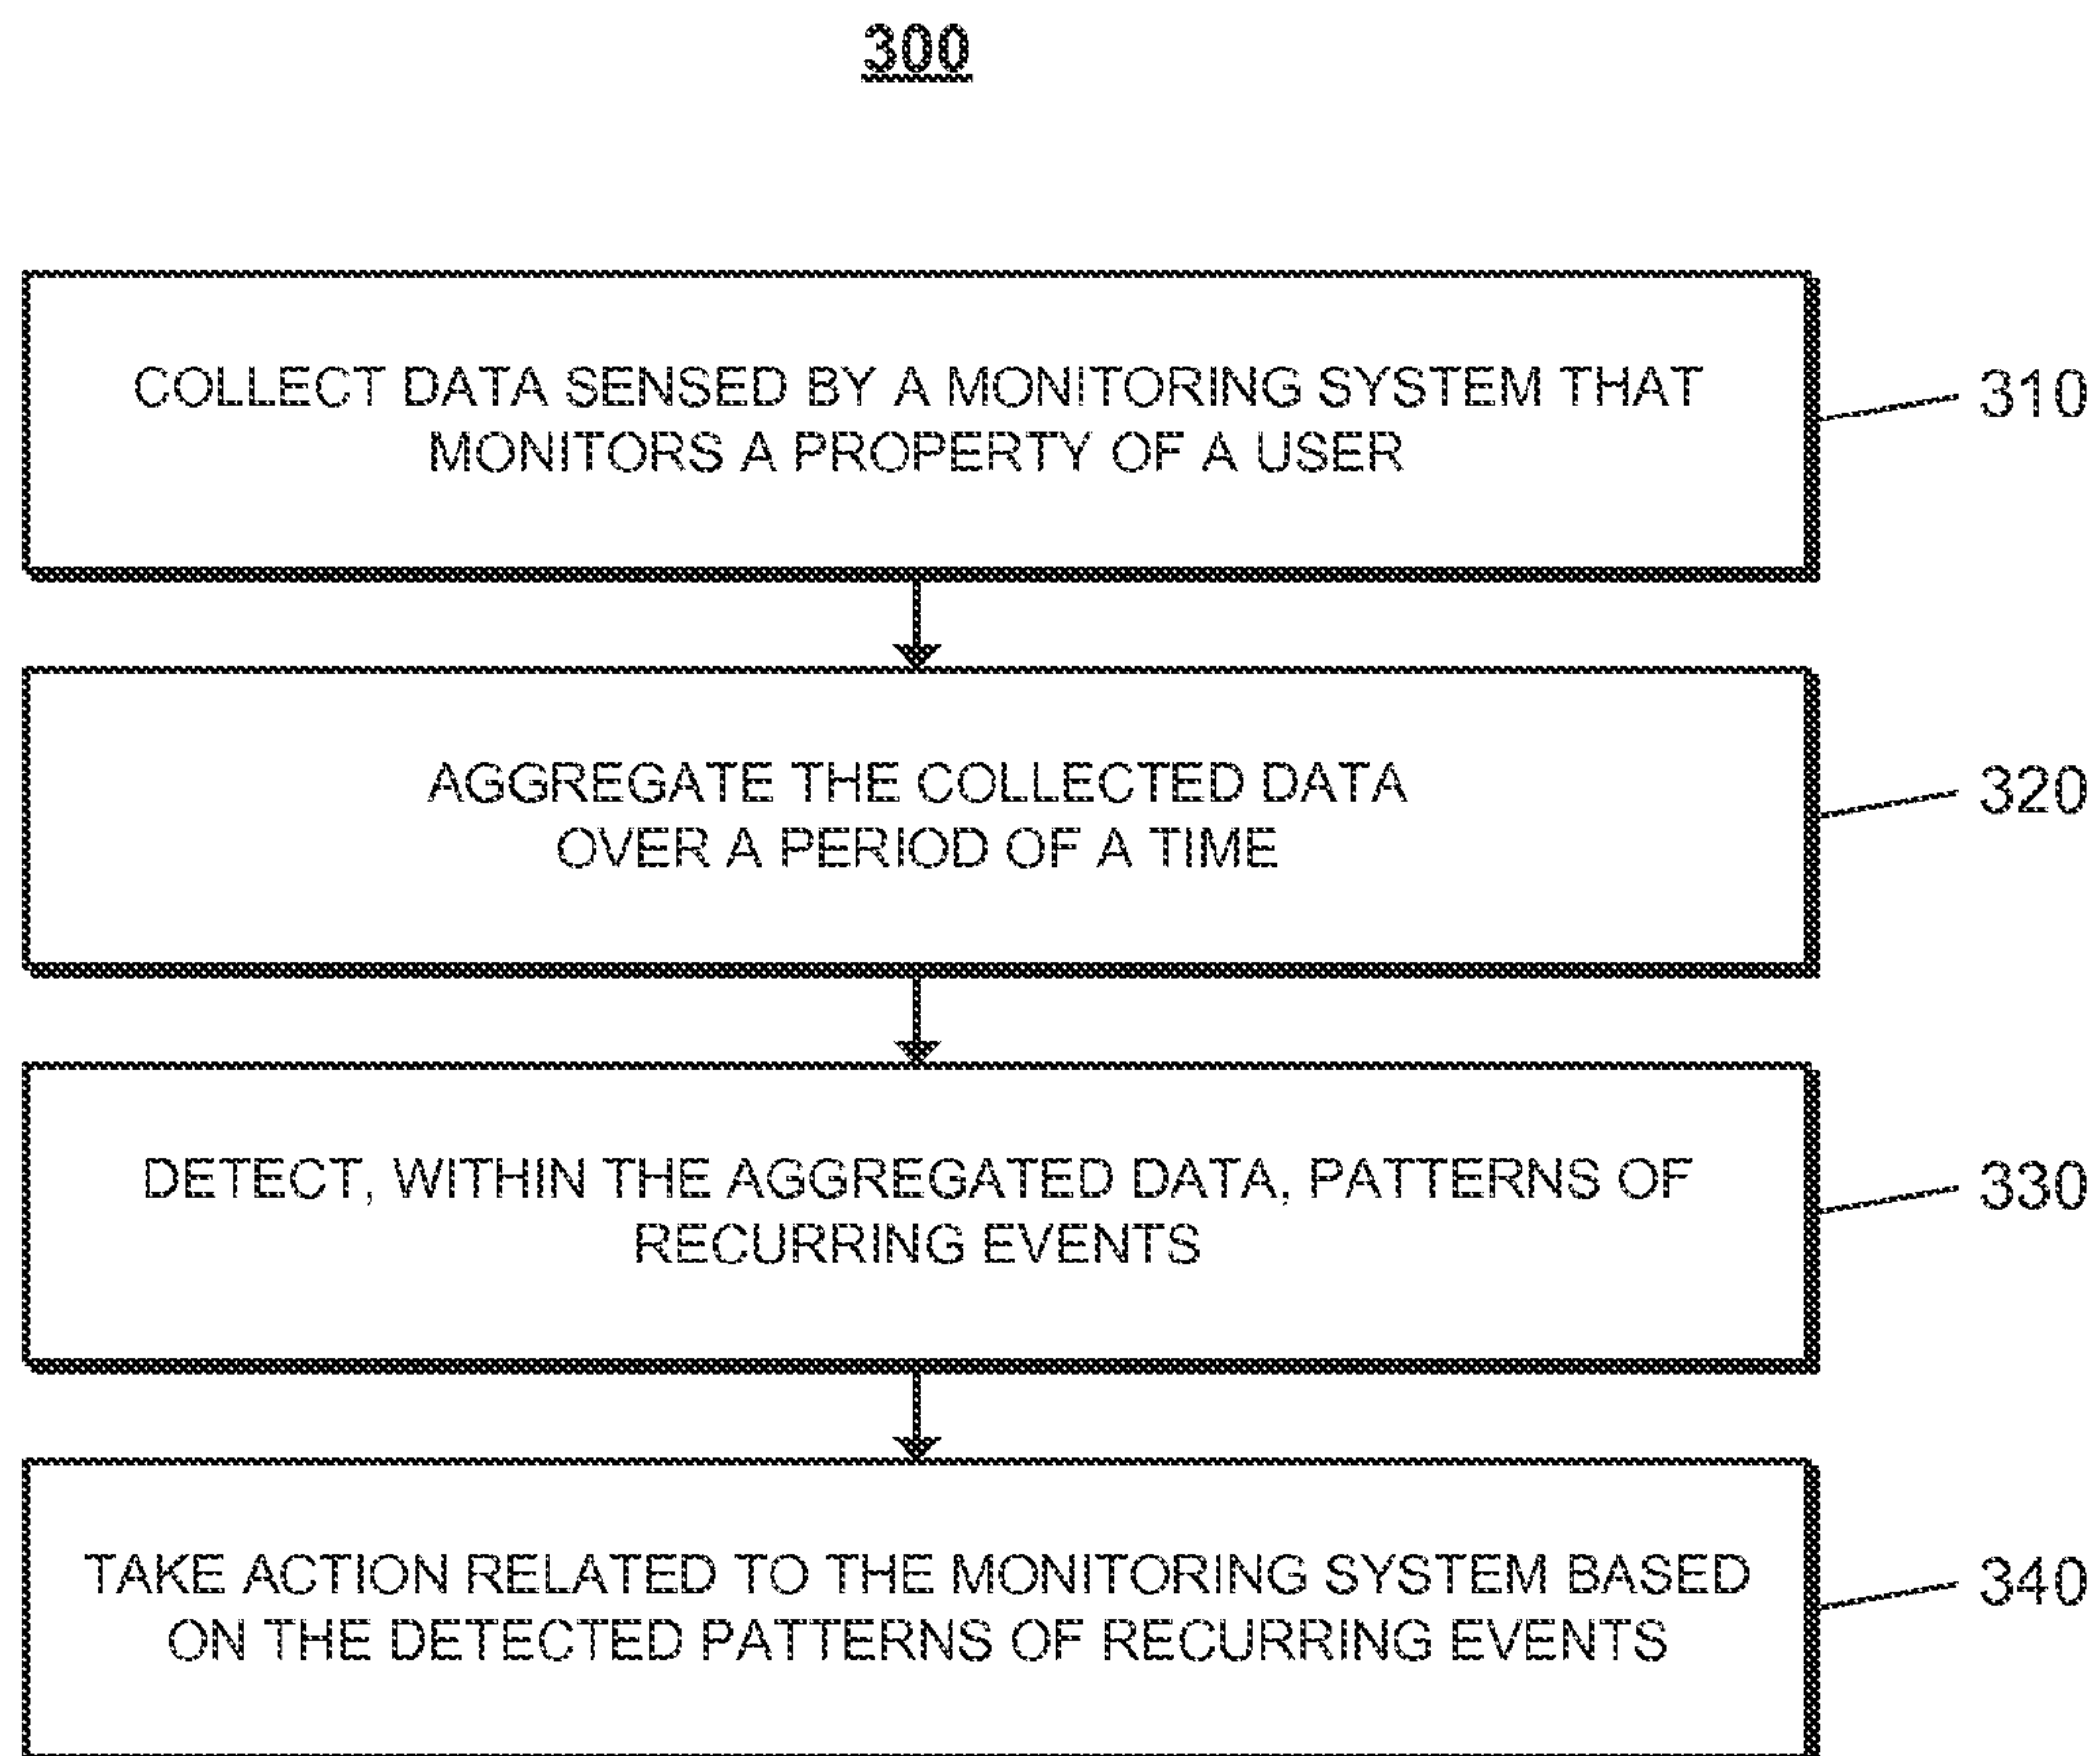 300
COLLECT DATA SENSED BY A MONITORING SYSTEM THAT
MONITORS A PROPERTY OF A USER
310
AGGREGATE THE COLLECTED DATA
OVER A PERIOD OF A TIME
320
DETECT, WITHIN THE AGGREGATED DATA, PATTERNS OF
RECURRING EVENTS
330
TAKE ACTION RELATED TO THE MONITORING SYSTEM BASED
ON THE DETECTED PATTERNS OF RECURRING EVENTS
340